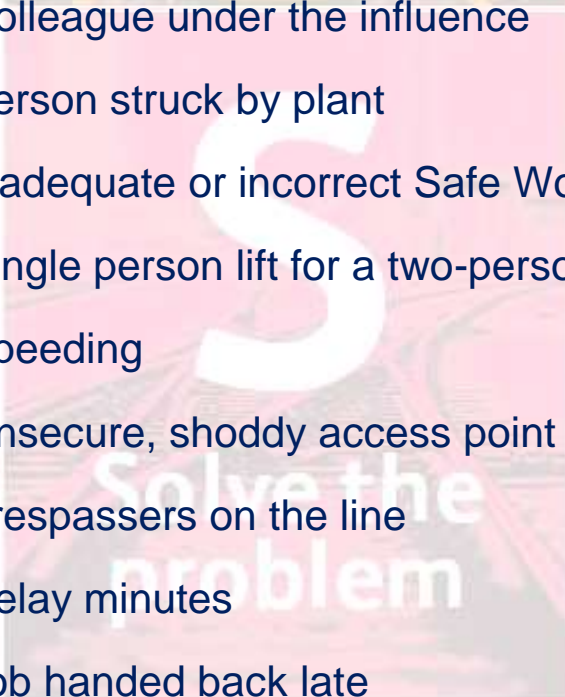 olleague under the influence
erson struck by plant
adequate or incorrect Safe Wo
ngle person lift for a two-perso
peeding
nsecure, shoddy access point
respassers on the line
elay minutes
ob handed back late
S
Solve the
problem